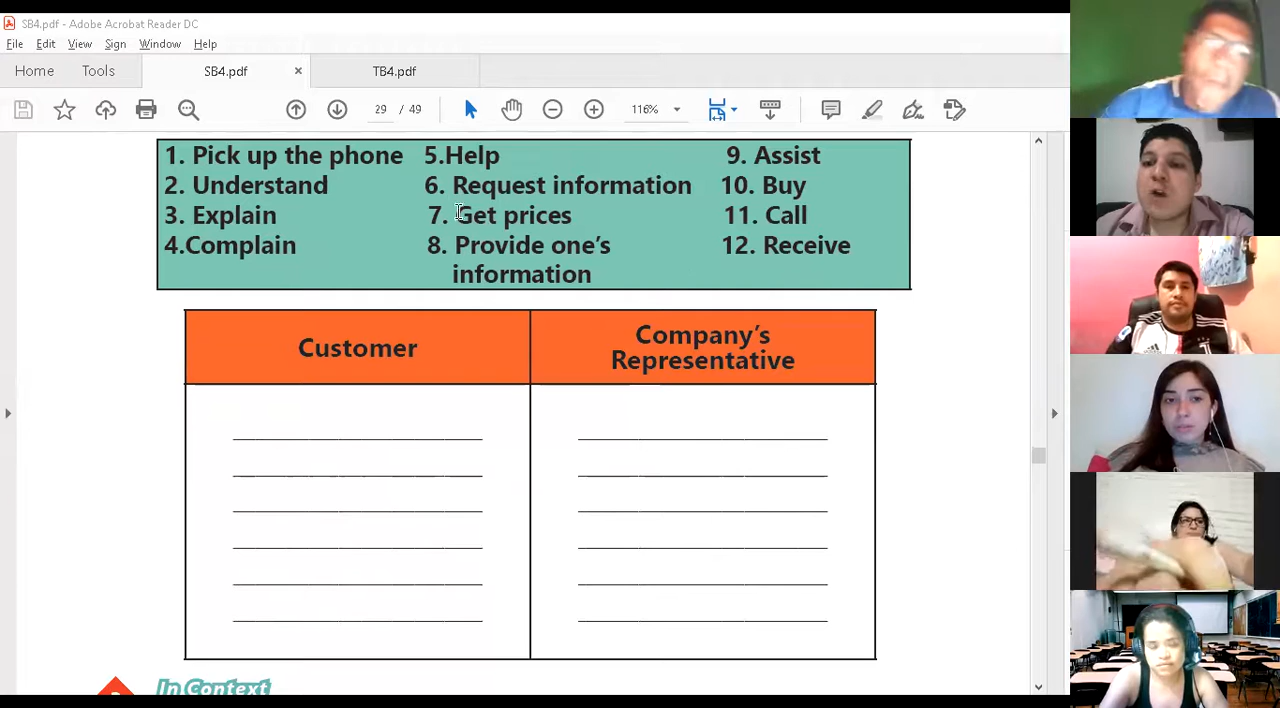 SB4.pdf - Adobe Acrobat Reader DC
File Edit View Sign Window Help
Home Tools SB4.pdf × TB4.pdf
29 / 49 116%
1. Pick up the phone 5.Help 9. Assist
2. Understand 6. Request information 10. Buy
3. Explain 7. Get prices 11. Call
4.Complain 8. Provide one's 12. Receive
information
Customer Company's
Representative
In Context